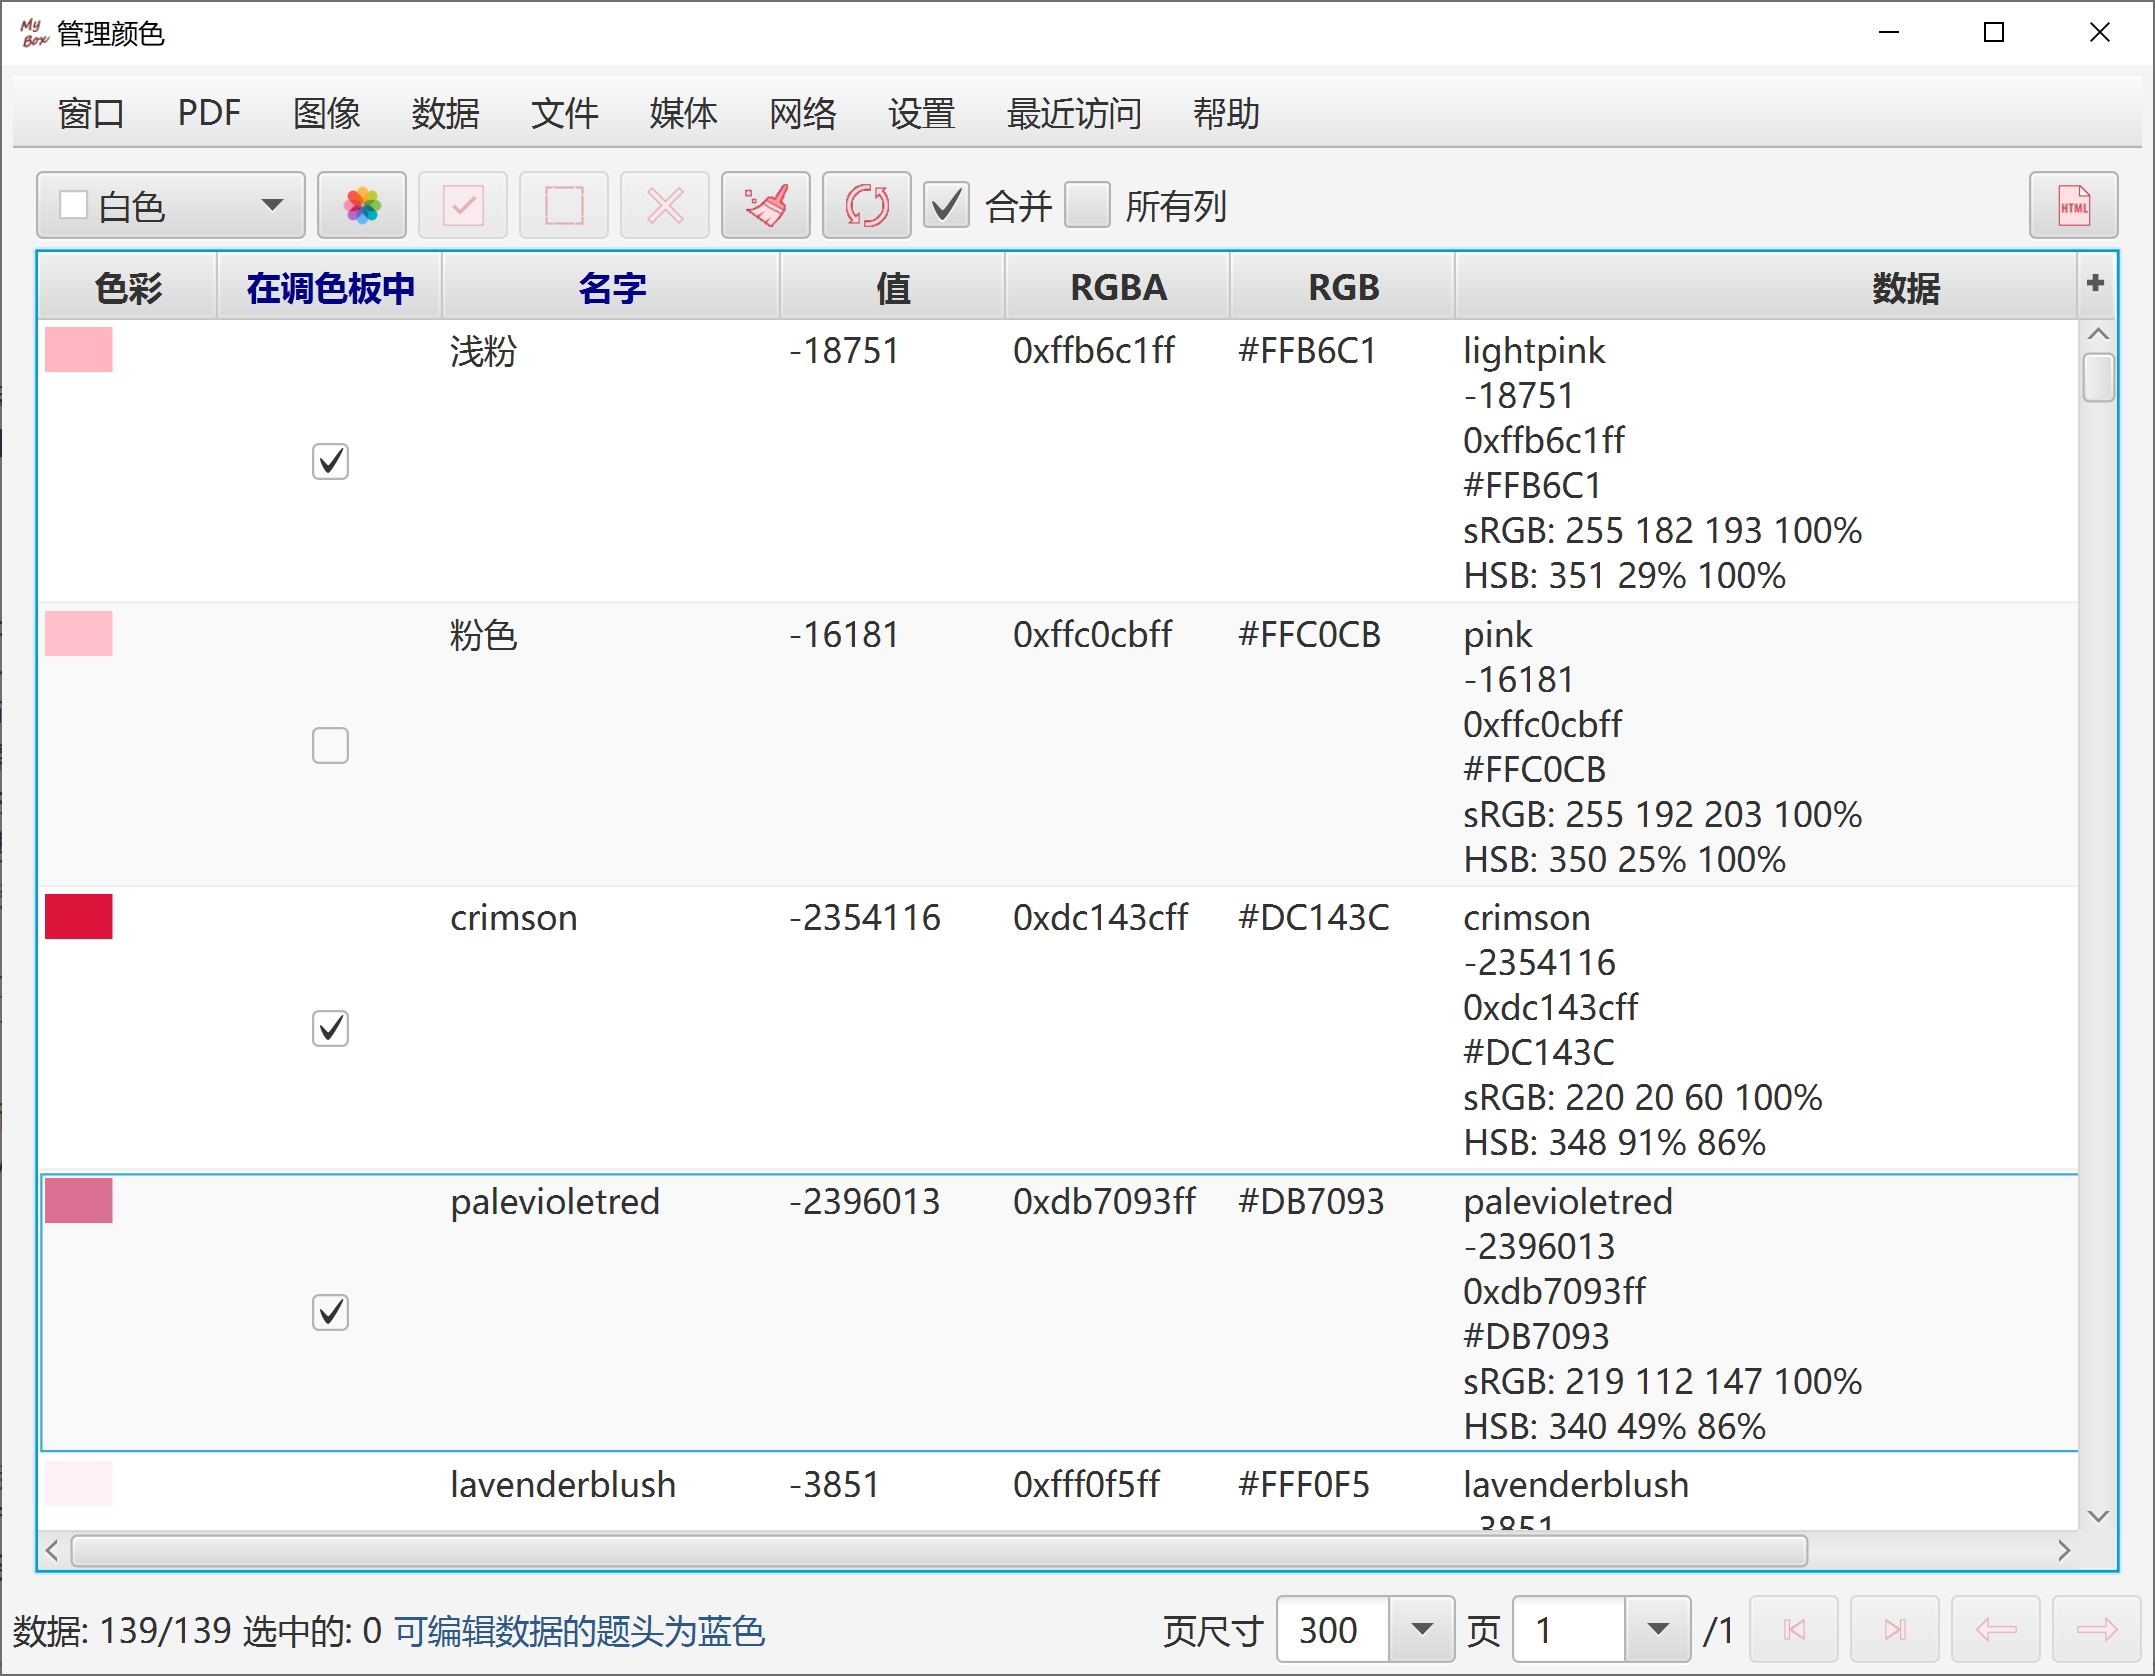 My Box 管理颜色
窗口 PDF 图像 数据 文件 媒体 网络 设置 最近访问 帮助
白色 合并 所有列 HTML
色彩 在调色板中 名字 值 RGBA RGB 数据 +
浅粉 -18751 0xffb6c1ff #FFB6C1 lightpink
-18751
0xffb6c1ff
#FFB6C1
sRGB: 255 182 193 100%
HSB: 351 29% 100%
粉色 -16181 0xffc0cbff #FFC0CB pink
-16181
0xffc0cbff
#FFC0CB
sRGB: 255 192 203 100%
HSB: 350 25% 100%
crimson -2354116 0xdc143cff #DC143C crimson
-2354116
0xdc143cff
#DC143C
sRGB: 220 20 60 100%
HSB: 348 91% 86%
palevioletred -2396013 0xdb7093ff #DB7093 palevioletred
-2396013
0xdb7093ff
#DB7093
sRGB: 219 112 147 100%
HSB: 340 49% 86%
lavenderblush -3851 0xfff0f5ff #FFF0F5 lavenderblush
-3851
数据: 139/139 选中的: 0 可编辑数据的题头为蓝色 页尺寸 300 页 1 /1